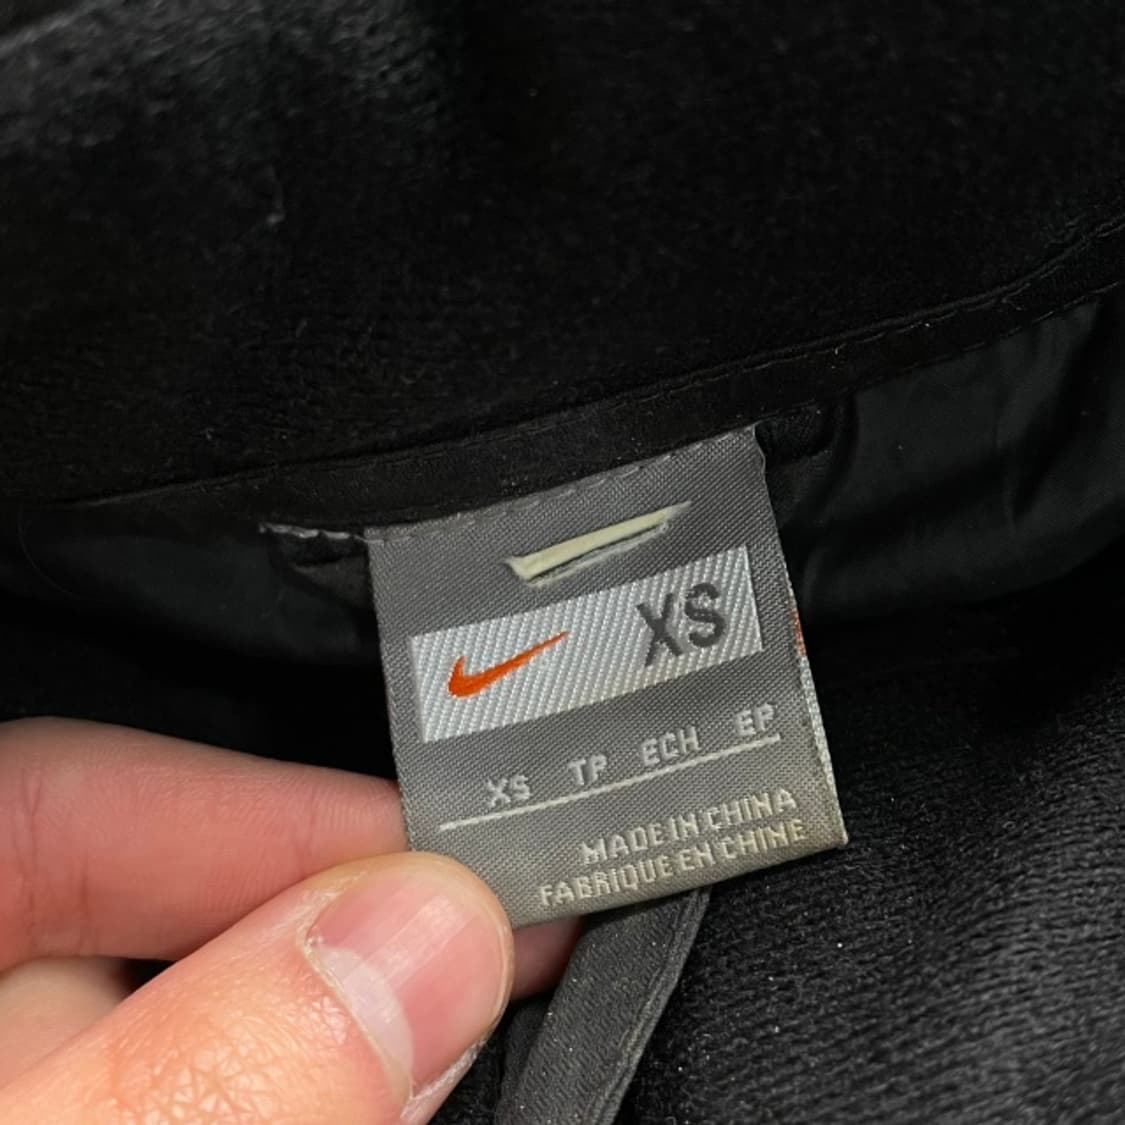 XS
XS TP ECH EP
MADE IN CHINA
FABRIQUE EN CHINE